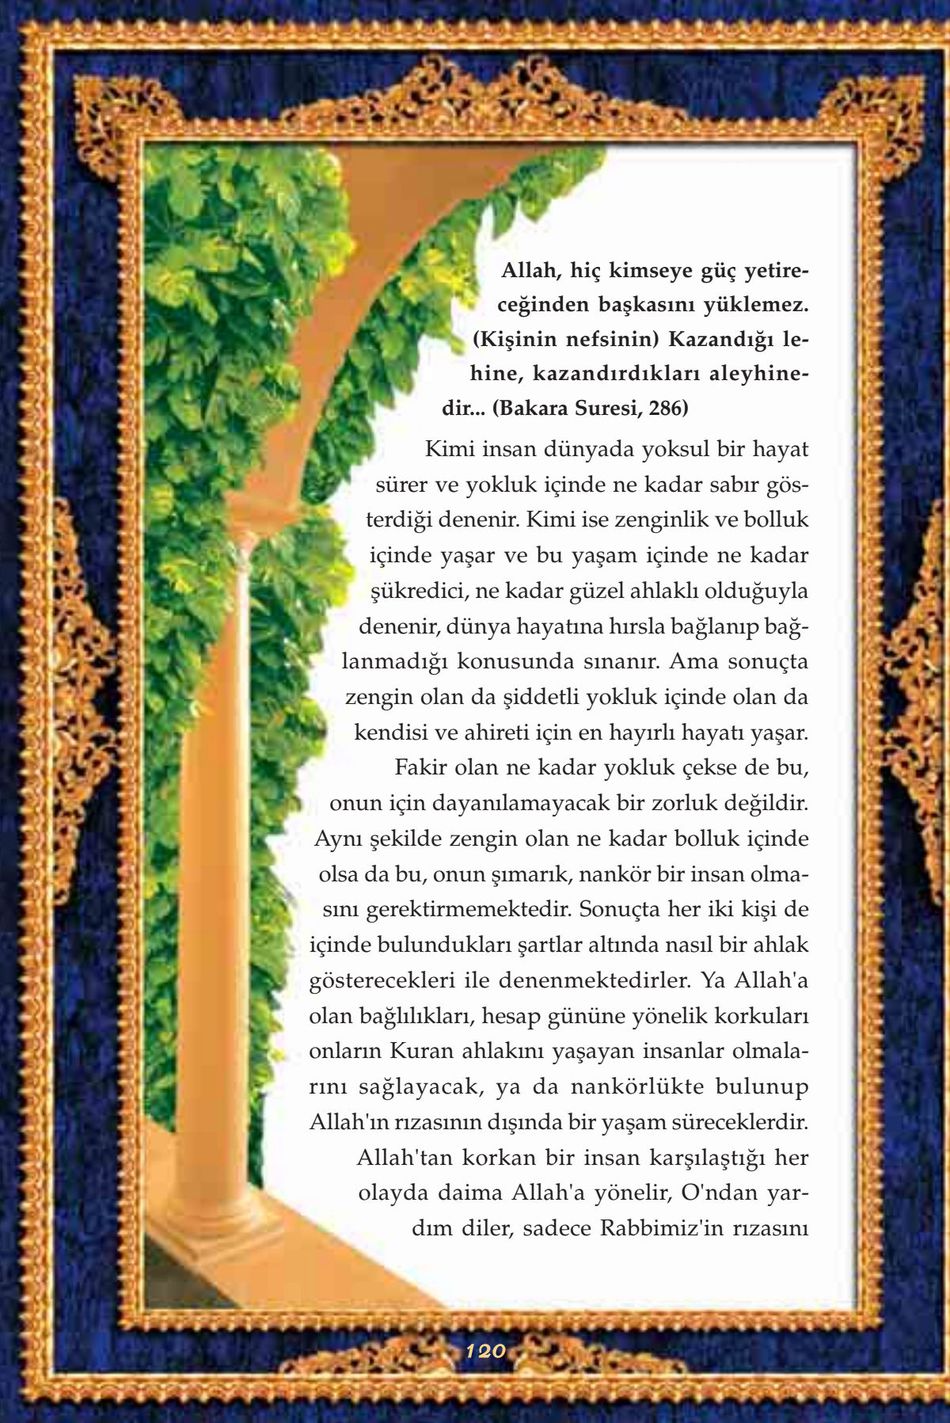 Allah, hiç kimseye güç yetire-
ceğinden başkasını yüklemez.
(Kişinin nefsinin) Kazandığı le-
hine, kazandırdıkları aleyhine-
dir... (Bakara Suresi, 286)
Kimi insan dünyada yoksul bir hayat
sürer ve yokluk içinde ne kadar sabır gös-
terdiği denenir. Kimi ise zenginlik ve bolluk
içinde yaşar ve bu yaşam içinde ne kadar
şükredici, ne kadar güzel ahlaklı olduğuyla
denenir, dünya hayatına hırsla bağlanıp bağ-
lanmadığı konusunda sınanır. Ama sonuçta
zengin olan da şiddetli yokluk içinde olan da
kendisi ve ahireti için en hayırlı hayatı yaşar.
Fakir olan ne kadar yokluk çekse de bu,
onun için dayanılamayacak bir zorluk değildir.
Aynı şekilde zengin olan ne kadar bolluk içinde
olsa da bu, onun şımarık, nankör bir insan olma-
sını gerektirmemektedir. Sonuçta her iki kişi de
içinde bulundukları şartlar altında nasıl bir ahlak
gösterecekleri ile denenmektedirler. Ya Allah'a
olan bağlılıkları, hesap gününe yönelik korkuları
onların Kuran ahlakını yaşayan insanlar olmala-
rını sağlayacak, ya da nankörlükte bulunup
Allah'ın rızasının dışında bir yaşam süreceklerdir.
Allah'tan korkan bir insan karşılaştığı her
olayda daima Allah'a yönelir, O'ndan yar-
dım diler, sadece Rabbimiz'in rızasını
120